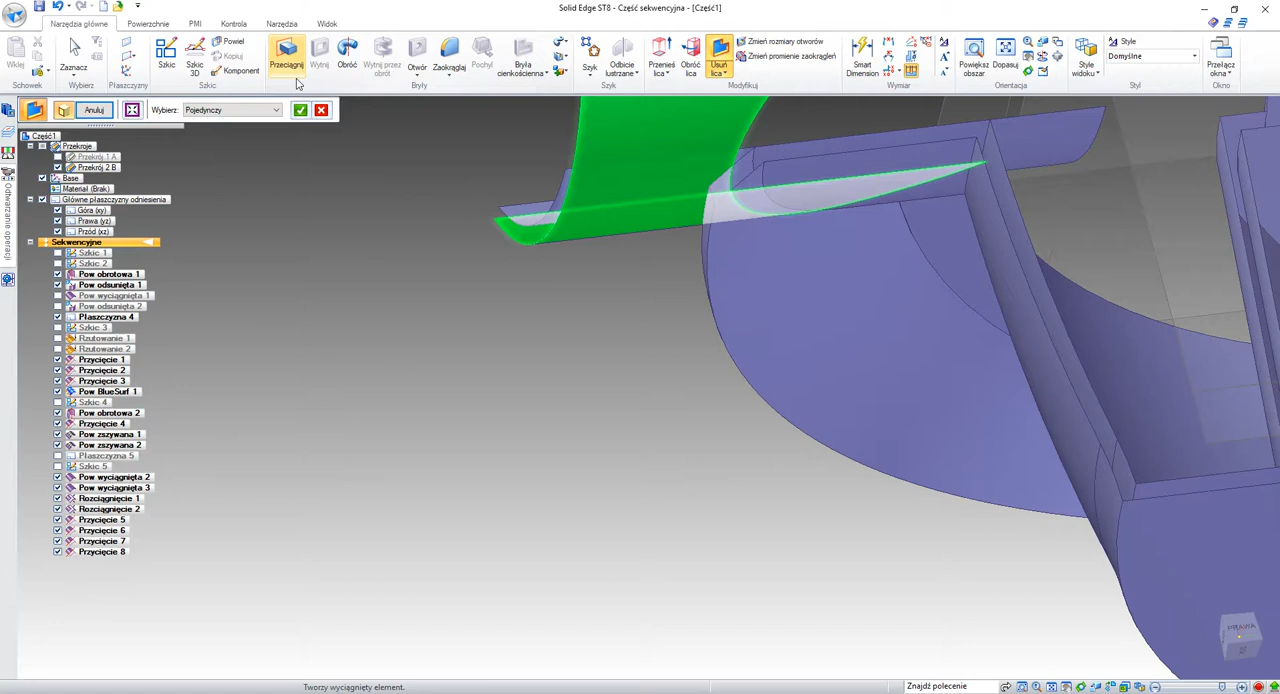 Solid Edge ST8 - Część sekwencyjna - [Część1]
Narzędzia główne
Powierzchnie
PMI
Kontrola
Narzędzia
Widok
Wklej
Schowek
Zaznacz
Wybierz
Płaszczyzny
Szkic
Szkic 3D
Powiel
Kopiuj
Komponent
Szkic
Przeciągnij
Wytnij
Obróć
Wytnij przez obrót
Otwór
Zaokrąglaj
Pochyl
Bryła cienkościenna
Bryły
Szyk
Odbicie lustrzane
Szyk
Przenieś lica
Obróć lica
Usuń lica
Zmień rozmiary otworów
Zmień promienie zaokrągleń
Modyfikuj
Smart Dimension
Wymiar
Powiększ obszar
Dopasuj
Orientacja
Style widoku
Style
Domyślne
Styl
Przełącz okna
Okno
Anuluj
Wybierz:
Pojedynczy
Odtwarzanie operacji
Część1
Przekroje
Przekrój 1 A
Przekrój 2 B
Base
Materiał (Brak)
Główne płaszczyzny odniesienia
Góra (xy)
Prawa (yz)
Przód (xz)
Sekwencyjne
Szkic 1
Szkic 2
Pow obrotowa 1
Pow odsunięta 1
Pow wyciągnięta 1
Pow odsunięta 2
Płaszczyzna 4
Szkic 3
Rzutowanie 1
Rzutowanie 2
Przycięcie 1
Przycięcie 2
Przycięcie 3
Pow BlueSurf 1
Szkic 4
Pow obrotowa 2
Przycięcie 4
Pow zszywana 1
Pow zszywana 2
Płaszczyzna 5
Szkic 5
Pow wyciągnięta 2
Pow wyciągnięta 3
Rozciągnięcie 1
Rozciągnięcie 2
Przycięcie 5
Przycięcie 6
Przycięcie 7
Przycięcie 8
PRAWA
Tworzy wyciągnięty element.
Znajdź polecenie